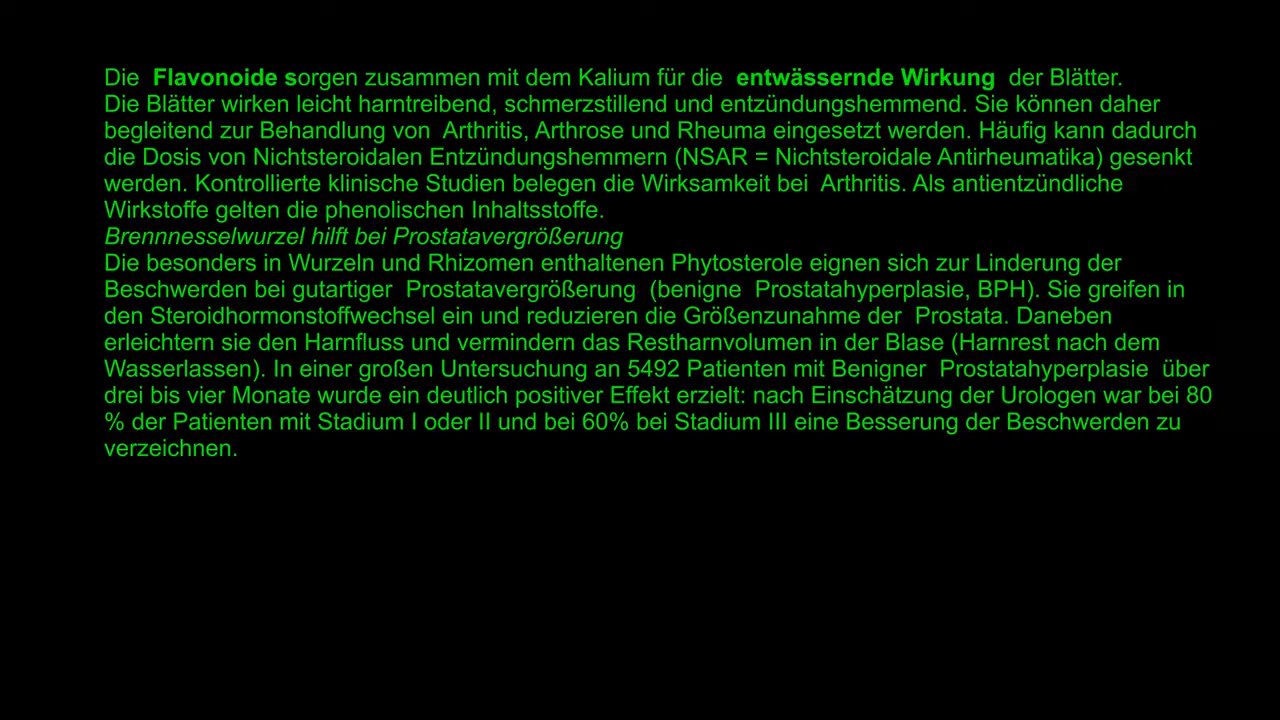 Die Flavonoide sorgen zusammen mit dem Kalium für die entwässernde Wirkung der Blätter.
Die Blätter wirken leicht harntreibend, schmerzstillend und entzündungshemmend. Sie können daher
begleitend zur Behandlung von Arthritis, Arthrose und Rheuma eingesetzt werden. Häufig kann dadurch
die Dosis von Nichtsteroidalen Entzündungshemmern (NSAR = Nichtsteroidale Antirheumatika) gesenkt
werden. Kontrollierte klinische Studien belegen die Wirksamkeit bei Arthritis. Als antientzündliche
Wirkstoffe gelten die phenolischen Inhaltsstoffe.
Brennnesselwurzel hilft bei Prostatavergrößerung
Die besonders in Wurzeln und Rhizomen enthaltenen Phytosterole eignen sich zur Linderung der
Beschwerden bei gutartiger Prostatavergrößerung (benigne Prostatahyperplasie, BPH). Sie greifen in
den Steroidhormonstoffwechsel ein und reduzieren die Größenzunahme der Prostata. Daneben
erleichtern sie den Harnfluss und vermindern das Restharnvolumen in der Blase (Harnrest nach dem
Wasserlassen). In einer großen Untersuchung an 5492 Patienten mit Benigner Prostatahyperplasie über
drei bis vier Monate wurde ein deutlich positiver Effekt erzielt: nach Einschätzung der Urologen war bei 80
% der Patienten mit Stadium I oder II und bei 60% bei Stadium III eine Besserung der Beschwerden zu
verzeichnen.